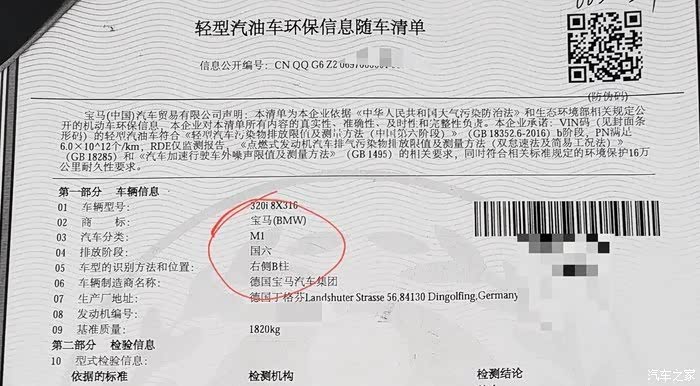 轻型汽油车环保信息随车清单
信息公开编号: CN QQ G6 Z2
(防伪码)
宝马(中国)汽车贸易有限公司声明：本清单为本企业依据《中华人民共和国大气污染防治法》和生态环境部相关规定公
开的机动车环保信息，本企业对本清单所有内容的真实性、准确性、及时性和完整性负责。本企业承诺：VIN码（见封面条
形码）的轻型汽油车符合《轻型汽车污染物排放限值及测量方法（中国第六阶段）》（GB 18352.6-2016）b阶段，PN满足
6.0×10^12个/km，RDE仅监测报告，《点燃式发动机汽车排气污染物排放限值及测量方法（双怠速法及简易工况法）》
（GB 18285）和《汽车加速行驶车外噪声限值及测量方法》（GB 1495）的相关要求，同时符合相关标准规定的环境保护16万
公里耐久性要求。
第一部分 车辆信息
01 车辆型号: 320i 8X316
02 商 标: 宝马(BMW)
03 汽车分类: M1
04 排放阶段: 国六
05 车型的识别方法和位置: 右侧B柱
06 车辆制造商名称: 德国宝马汽车集团
07 生产厂地址: 德国丁格芬Landshuter Strasse 56,84130 Dingolfing,Germany
08 发动机编号:
09 基准质量: 1820kg
第二部分 检验信息
10 型式检验信息:
依据的标准 检测机构 检测结论
汽车之家